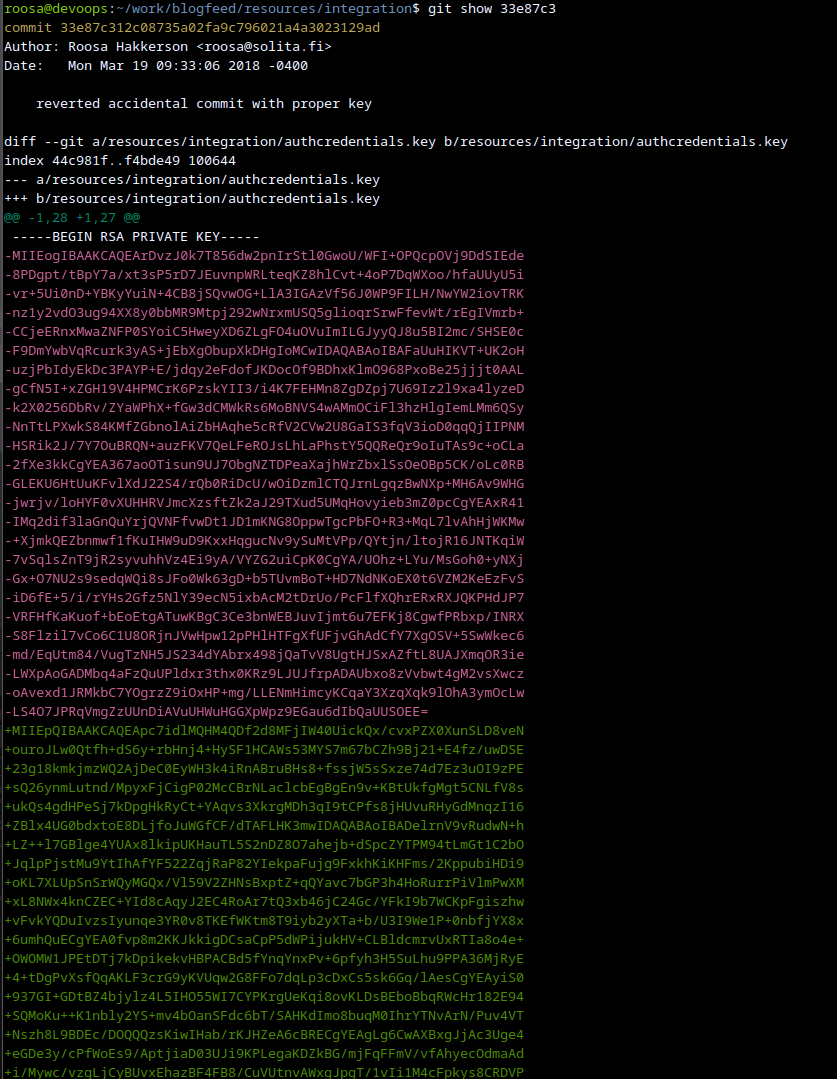 roosa@devoops:~/work/blogfeed/resources/integration$ git show 33e87c3
commit 33e87c312c08735a02fa9c796021a4a3023129ad
Author: Roosa Hakkerson <roosa@solita.fi>
Date:   Mon Mar 19 09:33:06 2018 -0400
    reverted accidental commit with proper key
diff --git a/resources/integration/authcredentials.key b/resources/integration/authcredentials.key
index 44c981f..f4bde49 100644
--- a/resources/integration/authcredentials.key
+++ b/resources/integration/authcredentials.key
@@ -1,28 +1,27 @@
 -----BEGIN RSA PRIVATE KEY-----
-MIIEogIBAAKCAQEArDvzJ0k7T856dw2pnIrStl0GwoU/WFI+OPQcpOVj9DdSIEde
-8PDgpt/tBpY7a/xt3sP5rD7JEuvnpWRLteqKZ8hlCvt+4oP7DqWXoo/hfaUUyU5i
-vr+5Ui0nD+YBKyYuiN+4CB8jSQvwOG+LlA3IGAzVf56J0WP9FILH/NwYW2iovTRK
-nz1y2vdO3ug94XX8y0bbMR9Mtpj292wNrxmUSQ5glioqrSrwFfevWt/rEgIVmrb+
-CCjeERnxMwaZNFP0SYoiC5HweyXD6ZLgFO4uOVuImILGJyyQJ8u5BI2mc/SHSE0c
-F9DmYwbVqRcurk3yAS+jEbXgObupXkDHgIoMCwIDAQABAoIBAFaUuHIKVT+UK2oH
-uzjPbIdyEkDc3PAYP+E/jdqy2eFdofJKDocOf9BDhxKlmO968PxoBe25jjjt0AAL
-gCfN5I+xZGH19V4HPMCrK6PzskYII3/i4K7FEHMn8ZgDZpj7U69Iz2l9xa4lyzeD
-k2X0256DbRv/ZYaWPhX+fGw3dCMWkRs6MoBNVS4wAMmOCiFl3hzHlgIemLMm6QSy
-NnTtLPXwkS84KMfZGbnolAiZbHAqhe5cRfV2CVw2U8GaIS3fqV3ioD0qqQjIIPNM
-HSRik2J/7Y7OuBRQN+auzFKV7QeLFeROJsLhLaPhstY5QQReQr9oIuTAs9c+oCLa
-2fXe3kkCgYEA367aoOTisun9UJ7ObgNZTDPeaXajhWrZbxlSsOeOBp5CK/oLc0RB
-GLEKU6HtUuKFvlXdJ22S4/rQb0RiDcU/wOiDzmlCTQJrnLgqzBwNXp+MH6Av9WHG
-jwrjv/loHYF0vXUHHRVJmcXzsftZk2aJ29TXud5UMqHovyieb3mZ0pcCgYEAxR41
-IMq2dif3laGnQuYrjQVNFfvwDt1JD1mKNG8OppwTgcPbFO+R3+MqL7lvAhHjWKMw
-+XjmkQEZbnmwf1fKuIHW9uD9KxxHqgucNv9ySuMtVPp/QYtjn/ltojR16JNTKqiW
-7vSqlsZnT9jR2syvuhhVz4Ei9yA/VYZG2uiCpK0CgYA/UOhz+LYu/MsGoh0+yNXj
-Gx+O7NU2s9sedqWQi8sJFo0Wk63gD+b5TUvmBoT+HD7NdNKoEX0t6VZM2KeEzFvS
-iD6fE+5/i/rYHs2Gfz5NlY39ecN5ixbAcM2tDrUo/PcFlfXQhrERxRXJQKPHdJP7
-VRFHfKaKuof+bEoEtgATuwKBgC3Ce3bnWEBJuvIjmt6u7EFKj8CgwfPRbxp/INRX
-S8Flzil7vCo6C1U8ORjnJVwHpw12pPHlHTFgXfUFjvGhAdCfY7XgOSV+5SwWkec6
-md/EqUtm84/VugTzNH5JS234dYAbrx498jQaTvV8UgtHJSxAZftL8UAJXmqOR3ie
-LWXpAoGADMbq4aFzQuUPldxr3thx0KRz9LJUJfrpADAUbxo8zVvbwt4gM2vsXwcz
-oAvexd1JRMkbC7YOgrzZ9iOxHP+mg/LLENmHimcyKCqaY3XzqXqk9lOhA3ymOcLw
-LS4O7JPRqVmgZzUUnDiAVuUHWuHGGXpWpz9EGau6dIbQaUUSOEE=
+MIIEpQIBAAKCAQEApc7idlMQHM4QDf2d8MFjIW40UickQx/cvxPZX0XunSLD8veN
+ouroJLw0Qtfh+dS6y+rbHnj4+HySF1HCAWs53MYS7m67bCZh9Bj21+E4fz/uwDSE
+23g18kmkjmzWQ2AjDeC0EyWH3k4iRnABruBHs8+fssjW5sSxze74d7Ez3uOI9zPE
+sQ26ynmLutnd/MpyxFjCigP02McCBrNLaclcbEgBgEn9v+KBtUkfgMgt5CNLfV8s
+ukQs4gdHPeSj7kDpgHkRyCt+YAqvs3XkrgMDh3qI9tCPfs8jHUvuRHyGdMnqzI16
+ZBlx4UG0bdxtoE8DLjfoJuWGfCF/dTAFLHK3mwIDAQABAoIBADelrnV9vRudwN+h
+LZ++l7GBlge4YUAx8lkipUKHauTL5S2nDZ8O7ahejb+dSpcZYTPM94tLmGt1C2bO
+JqlpPjstMu9YtIhAfYF522ZqjRaP82YIekpaFujg9FxkhKiKHFms/2KppubiHDi9
+oKL7XLUpSnSrWQyMGQx/Vl59V2ZHNsBxptZ+qQYavc7bGP3h4HoRurrPiVlmPwXM
+xL8NWx4knCZEC+YId8cAqyJ2EC4RoAr7tQ3xb46jC24Gc/YFkI9b7WCKpFgiszhw
+vFvkYQDuIvzsIyunqe3YR0v8TKEfWKtm8T9iyb2yXTa+b/U3I9We1P+0nbfjYX8x
+6umhQuECgYEA0fvp8m2KKJkkigDCsaCpP5dWPijukHV+CLBldcmrvUxRTIa8o4e+
+OWOMW1JPEtDTj7kDpikekvHBPACBd5fYnqYnxPv+6pfyh3H5SuLhu9PPA36MjRyE
+4+tDgPvXsfQqAKLF3crG9yKVUqw2G8FFo7dqLp3cDxCs5sk6Gq/lAesCgYEAyiS0
+937GI+GDtBZ4bjylz4L5IHO55WI7CYPKrgUeKqi8ovKLDsBEboBbqRWcHr182E94
+SQMoKu++K1nbly2YS+mv4bOanSFdc6bT/SAHKdImo8buqM0IhrYTNvArN/Puv4VT
+Nszh8L9BDEc/DOQQQzsKiwIHab/rKJHZeA6cBRECgYEAgLg6CwAXBxgJjAc3Uge4
+eGDe3y/cPfWoEs9/AptjiaD03UJi9KPLegaKDZkBG/mjFqFFmV/vfAhyecOdmaAd
+i/Mywc/vzgLjCyBUvxEhazBF4FB8/CuVUtnvAWxgJpgT/1vIi1M4cFpkys8CRDVP